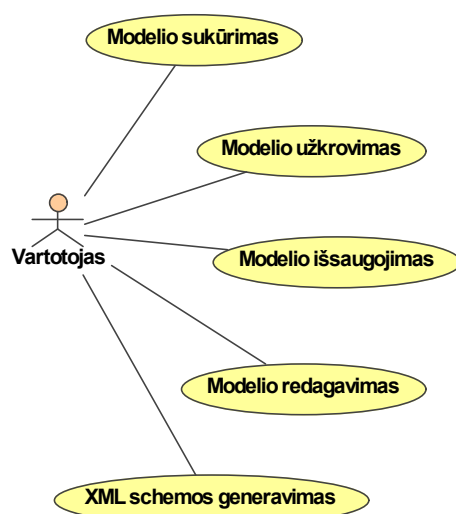 Modelio sukūrimas
Modelio užkrovimas
Vartotojas
Modelio išsaugojimas
Modelio redagavimas
XML schemos generavimas